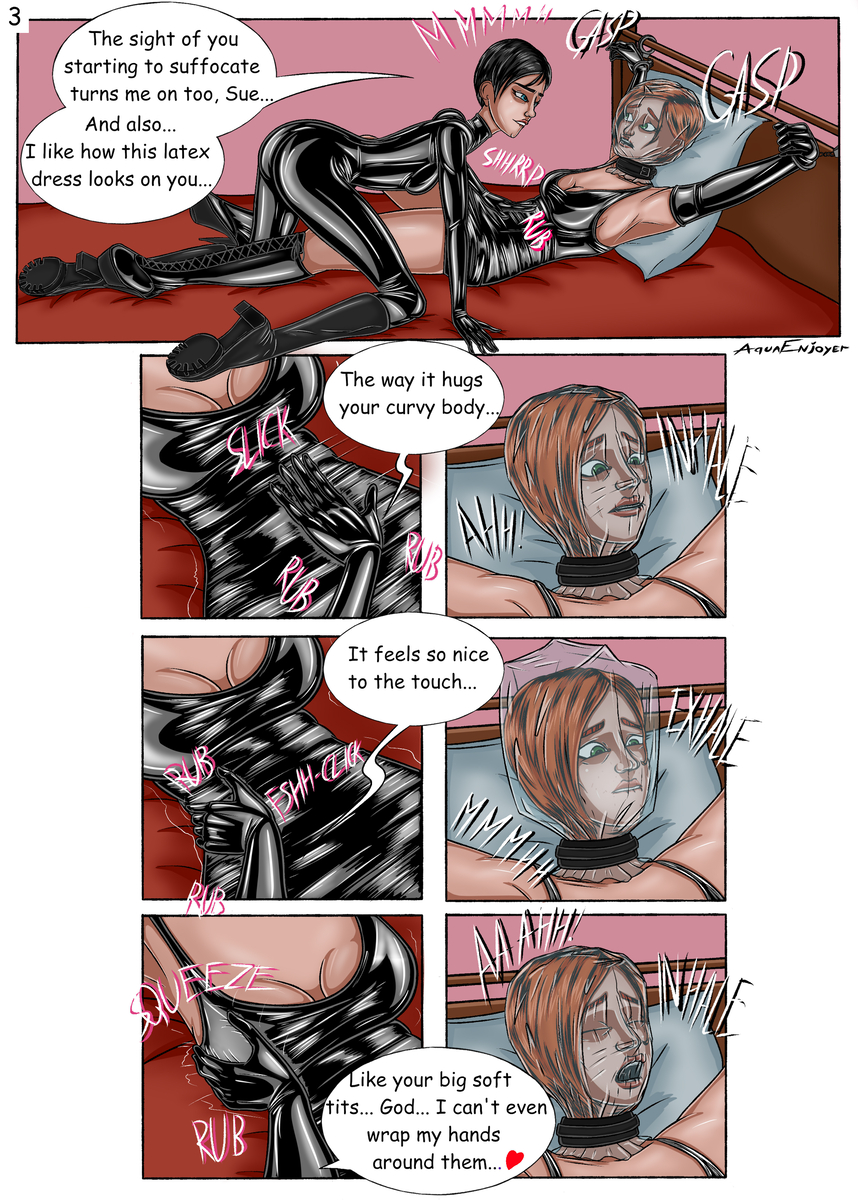 3
The sight of you
starting to suffocate
turns me on too, Sue...
And also...
I like how this latex
dress looks on you...
MMMMHH
GASP
GASP
SHHRRP
RUB
AquaEnjoyer
The way it hugs
your curvy body...
SLICK
RUB
RUB
INHALE
AHH!
It feels so nice
to the touch...
RUB
FSHH-CLICK
RUB
EXHALE
MMMMHH
SQUEEZE
RUB
Like your big soft
tits... God... I can't even
wrap my hands
around them...
AAAAHH!
INHALE